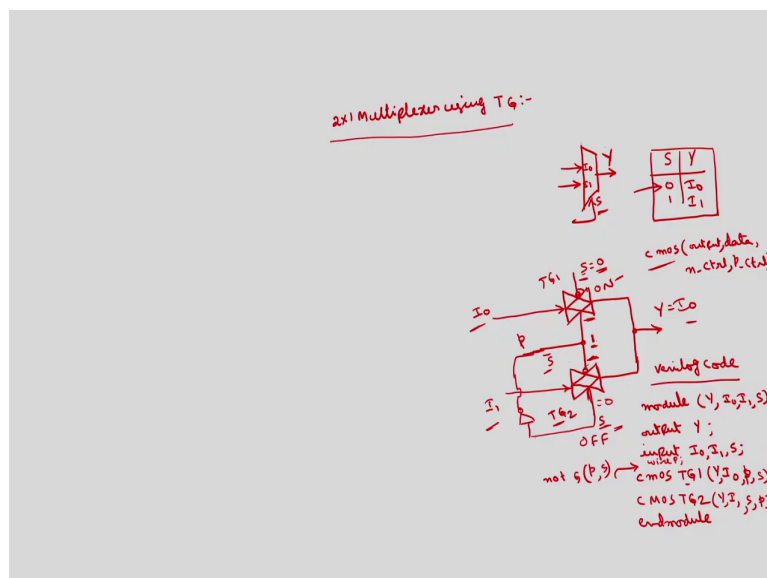 2x1 Multiplexer using TG:-
Y
I0
I1
S
S Y
0 I0
1 I1
cmos(output,data,
n_ctrl,p_ctrl
TG1 S=0
ON
I0
Y=I0
P
S̅
1
I1
TG2
=0
S
OFF
verilog code
module (Y,I0,I1,S)
output Y;
input I0,I1,S;
wire P;
not G(P,S)
cmos TG1(Y,I0,P,S)
cmos TG2(Y,I1,S,P)
endmodule